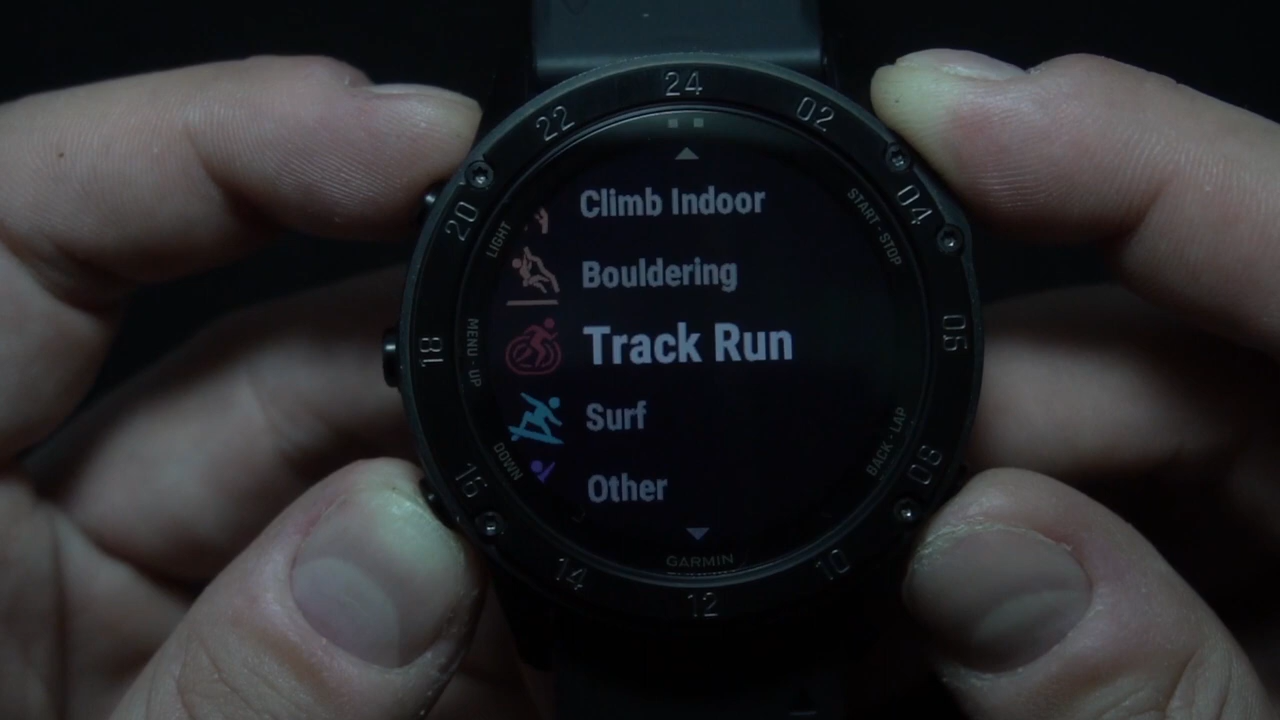 24
22
02
20
04
LIGHT
START·STOP
Climb Indoor
Bouldering
18
MENU·UP
Track Run
06
Surf
DOWN
BACK·LAP
16
Other
08
GARMIN
14
10
12